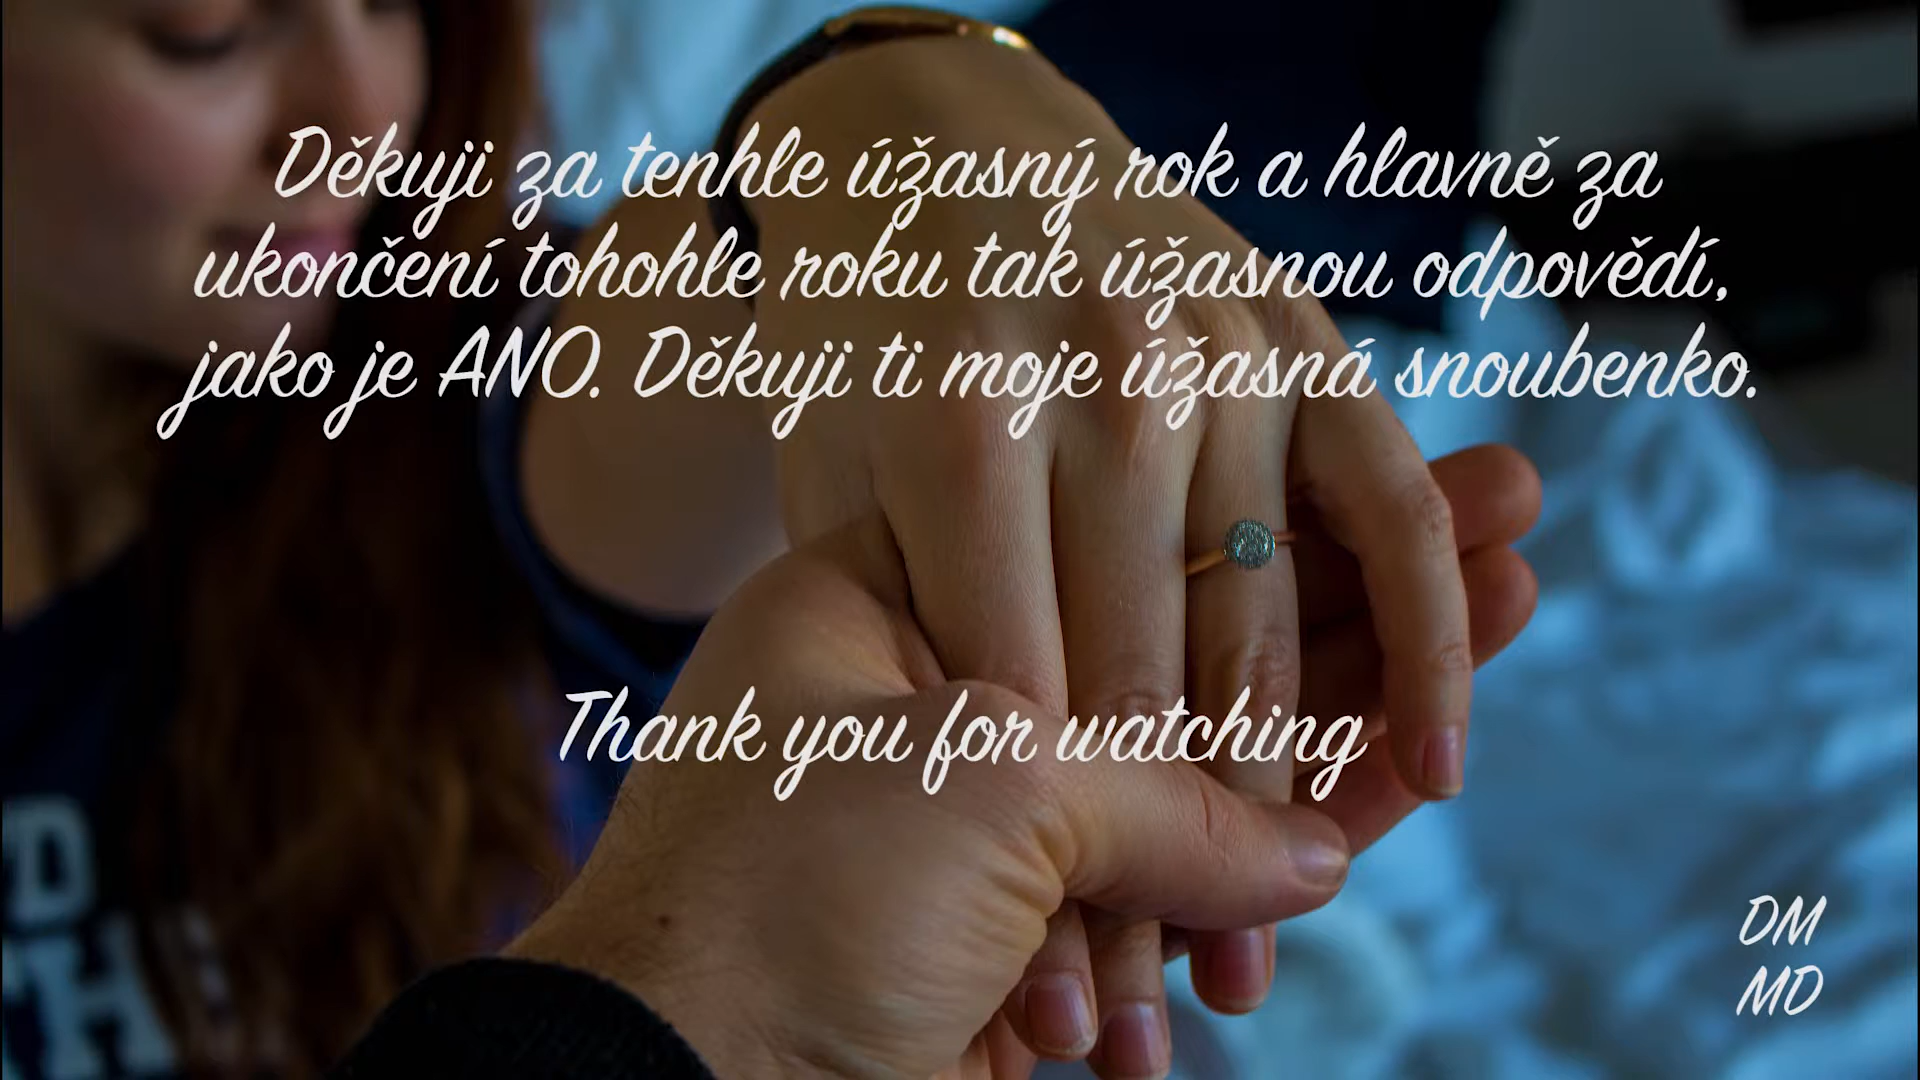 Děkuji za tenhle úžasný rok a hlavně za
ukončení tohohle roku tak úžasnou odpovědí,
jako je ANO. Děkuji ti moje úžasná snoubenko.
Thank you for watching
DM
MD